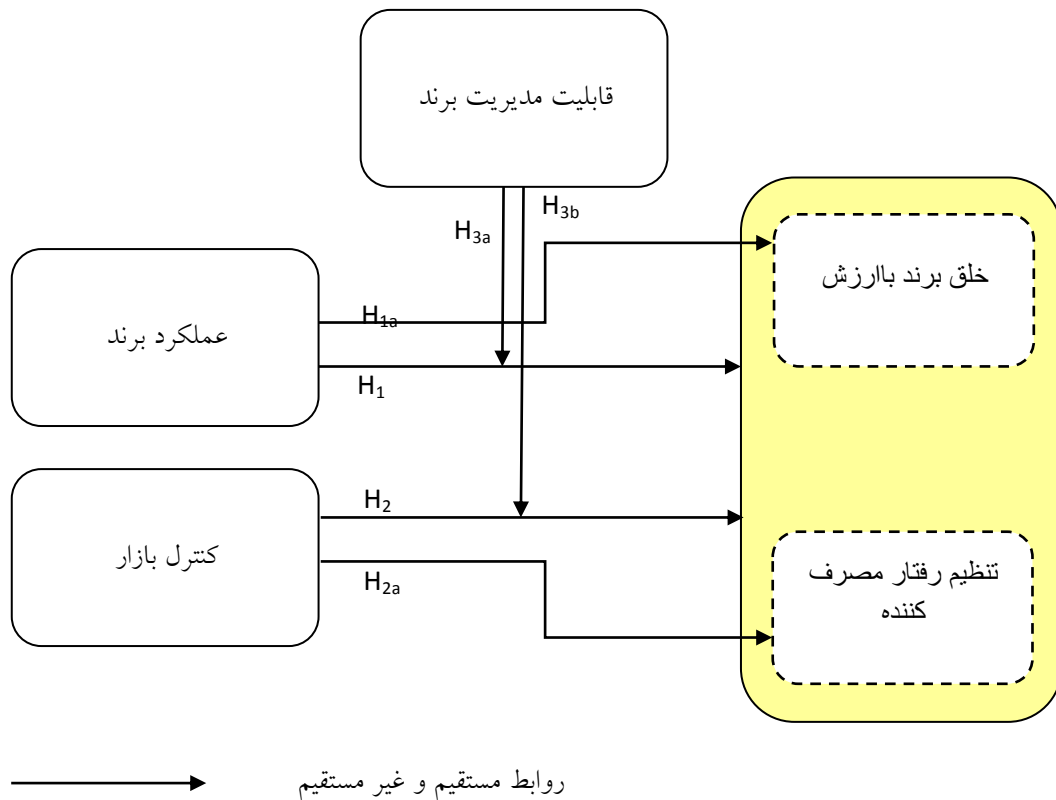 قابلیت مدیریت برند
H3b
H3a
خلق برند باارزش
H1a
عملکرد برند
H1
H2
کنترل بازار
H2a
تنظیم رفتار مصرف
کننده
روابط مستقیم و غیر مستقیم